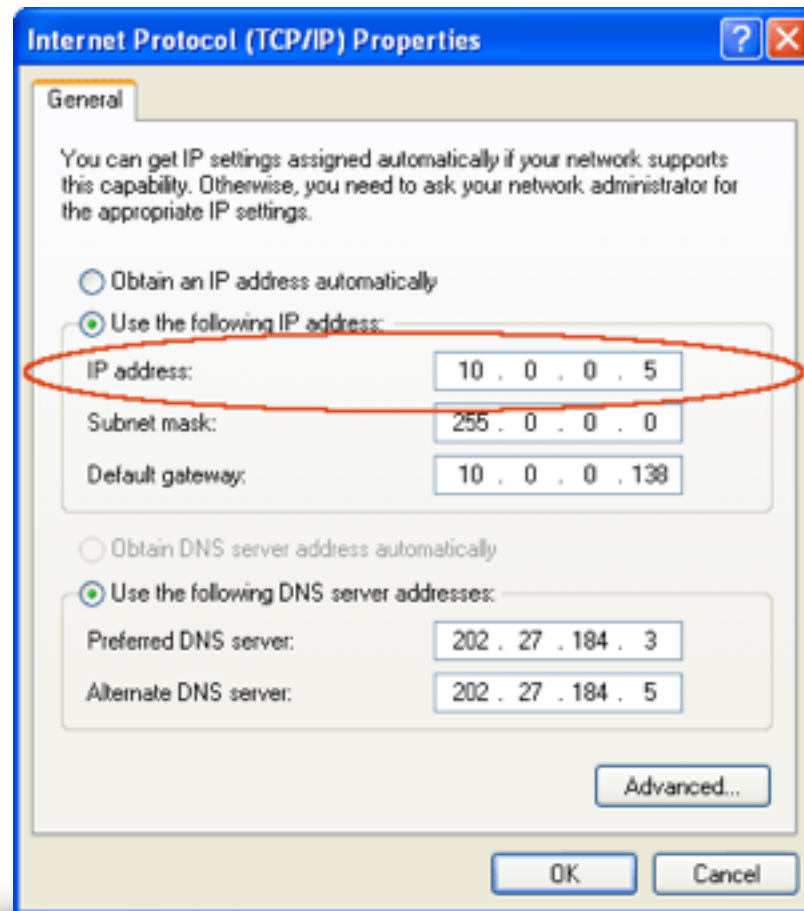 Internet Protocol (TCP/IP) Properties
General
You can get IP settings assigned automatically if your network supports
this capability. Otherwise, you need to ask your network administrator for
the appropriate IP settings.
Obtain an IP address automatically
Use the following IP address:
IP address: 10 . 0 . 0 . 5
Subnet mask: 255 . 0 . 0 . 0
Default gateway: 10 . 0 . 0 . 138
Obtain DNS server address automatically
Use the following DNS server addresses:
Preferred DNS server: 202 . 27 . 184 . 3
Alternate DNS server: 202 . 27 . 184 . 5
Advanced...
OK Cancel